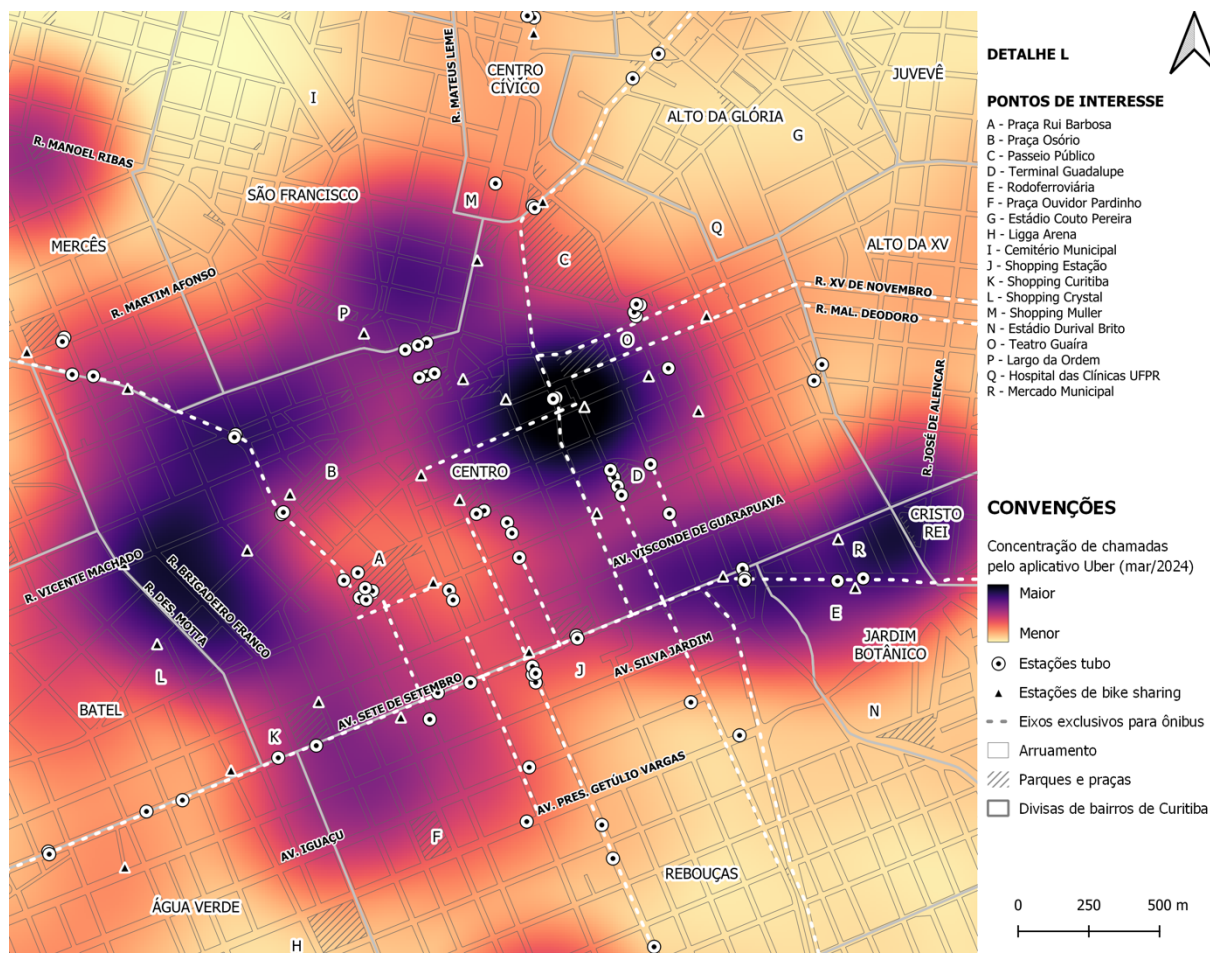 DETALHE L
PONTOS DE INTERESSE
A - Praça Rui Barbosa
B - Praça Osório
C - Passeio Público
D - Terminal Guadalupe
E - Rodoferroviária
F - Praça Ouvidor Pardinho
G - Estádio Couto Pereira
H - Ligga Arena
I - Cemitério Municipal
J - Shopping Estação
K - Shopping Curitiba
L - Shopping Crystal
M - Shopping Muller
N - Estádio Durival Brito
O - Teatro Guaíra
P - Largo da Ordem
Q - Hospital das Clínicas UFPR
R - Mercado Municipal
CONVENÇÕES
Concentração de chamadas
pelo aplicativo Uber (mar/2024)
Maior
Menor
Estações tubo
Estações de bike sharing
Eixos exclusivos para ônibus
Arruamento
Parques e praças
Divisas de bairros de Curitiba
0 250 500 m
R. MATEUS LEME
CENTRO
CÍVICO
JUVEVÊ
I
ALTO DA GLÓRIA
G
R. MANOEL RIBAS
SÃO FRANCISCO
M
MERCÊS
Q
ALTO DA XV
C
R. MARTIM AFONSO
R. XV DE NOVEMBRO
P
R. MAL. DEODORO
O
R. JOSÉ DE ALENCAR
B
CENTRO
D
CRISTO
REI
AV. VISCONDE DE GUARAPUAVA
R
A
R. VICENTE MACHADO
R. BRIGADEIRO FRANCO
R. DES. MOTTA
E
JARDIM
BOTÂNICO
AV. SILVA JARDIM
J
L
AV. SETE DE SETEMBRO
BATEL
N
K
AV. PRES. GETÚLIO VARGAS
F
AV. IGUAÇU
REBOUÇAS
ÁGUA VERDE
H